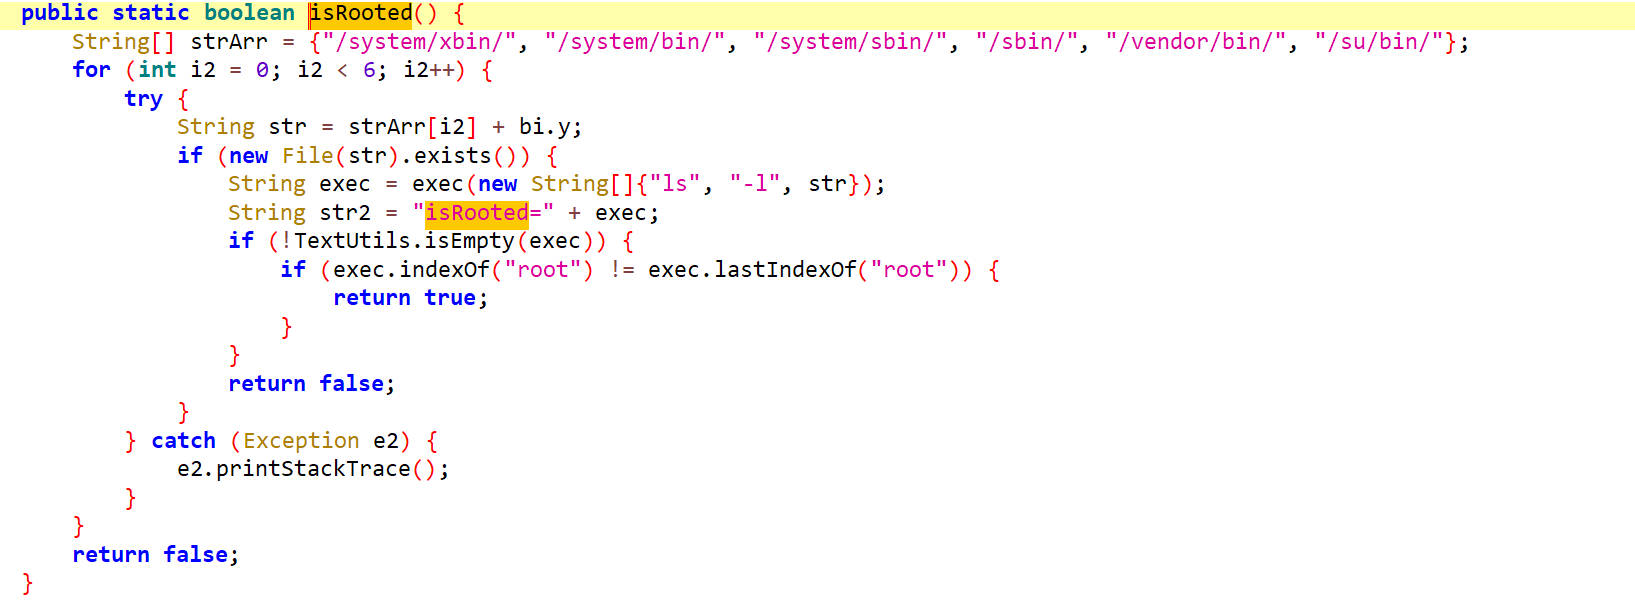 public static boolean isRooted() {
    String[] strArr = {"/system/xbin/", "/system/bin/", "/system/sbin/", "/sbin/", "/vendor/bin/", "/su/bin/"};
    for (int i2 = 0; i2 < 6; i2++) {
        try {
            String str = strArr[i2] + bi.y;
            if (new File(str).exists()) {
                String exec = exec(new String[]{"ls", "-l", str});
                String str2 = "isRooted=" + exec;
                if (!TextUtils.isEmpty(exec)) {
                    if (exec.indexOf("root") != exec.lastIndexOf("root")) {
                        return true;
                    }
                }
                return false;
            }
        } catch (Exception e2) {
            e2.printStackTrace();
        }
    }
    return false;
}